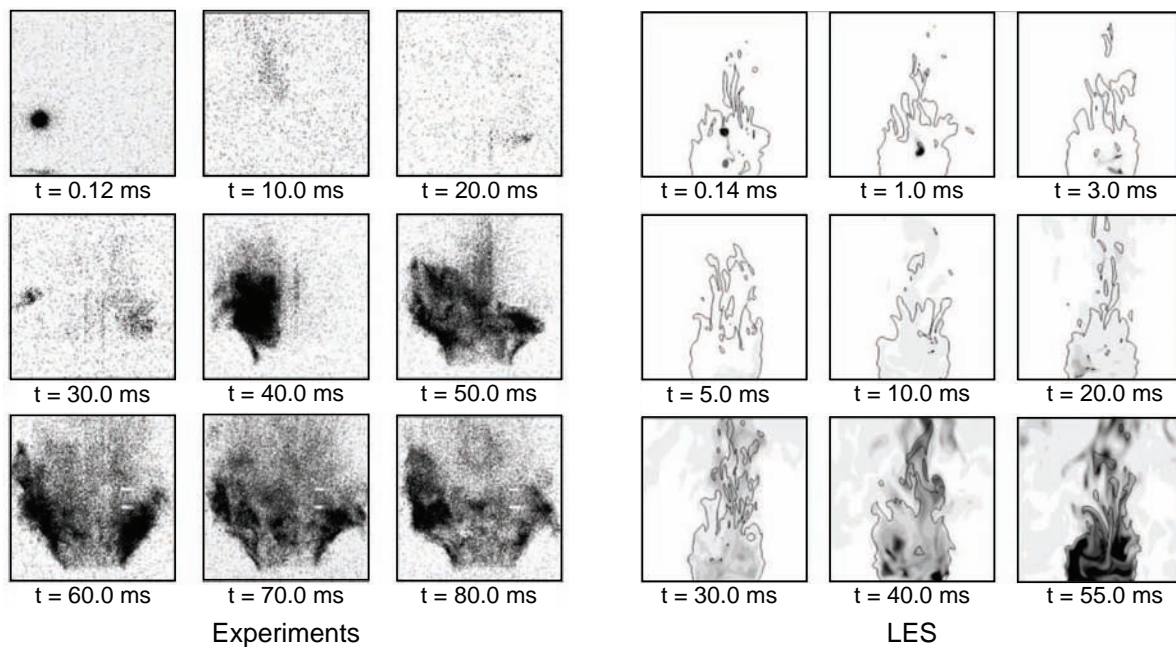 t = 0.12 ms
t = 10.0 ms
t = 20.0 ms
t = 30.0 ms
t = 40.0 ms
t = 50.0 ms
t = 60.0 ms
t = 70.0 ms
t = 80.0 ms
Experiments
t = 0.14 ms
t = 1.0 ms
t = 3.0 ms
t = 5.0 ms
t = 10.0 ms
t = 20.0 ms
t = 30.0 ms
t = 40.0 ms
t = 55.0 ms
LES